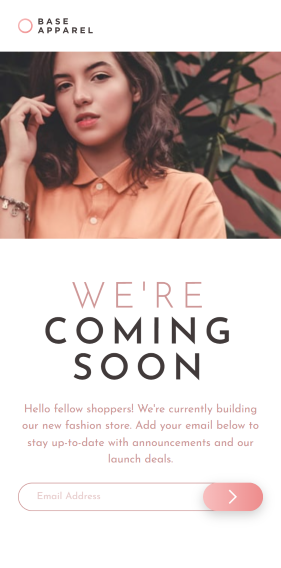 BASE
APPAREL
WE'RE
COMING
SOON
Hello fellow shoppers! We're currently building
our new fashion store. Add your email below to
stay up-to-date with announcements and our
launch deals.
Email Address